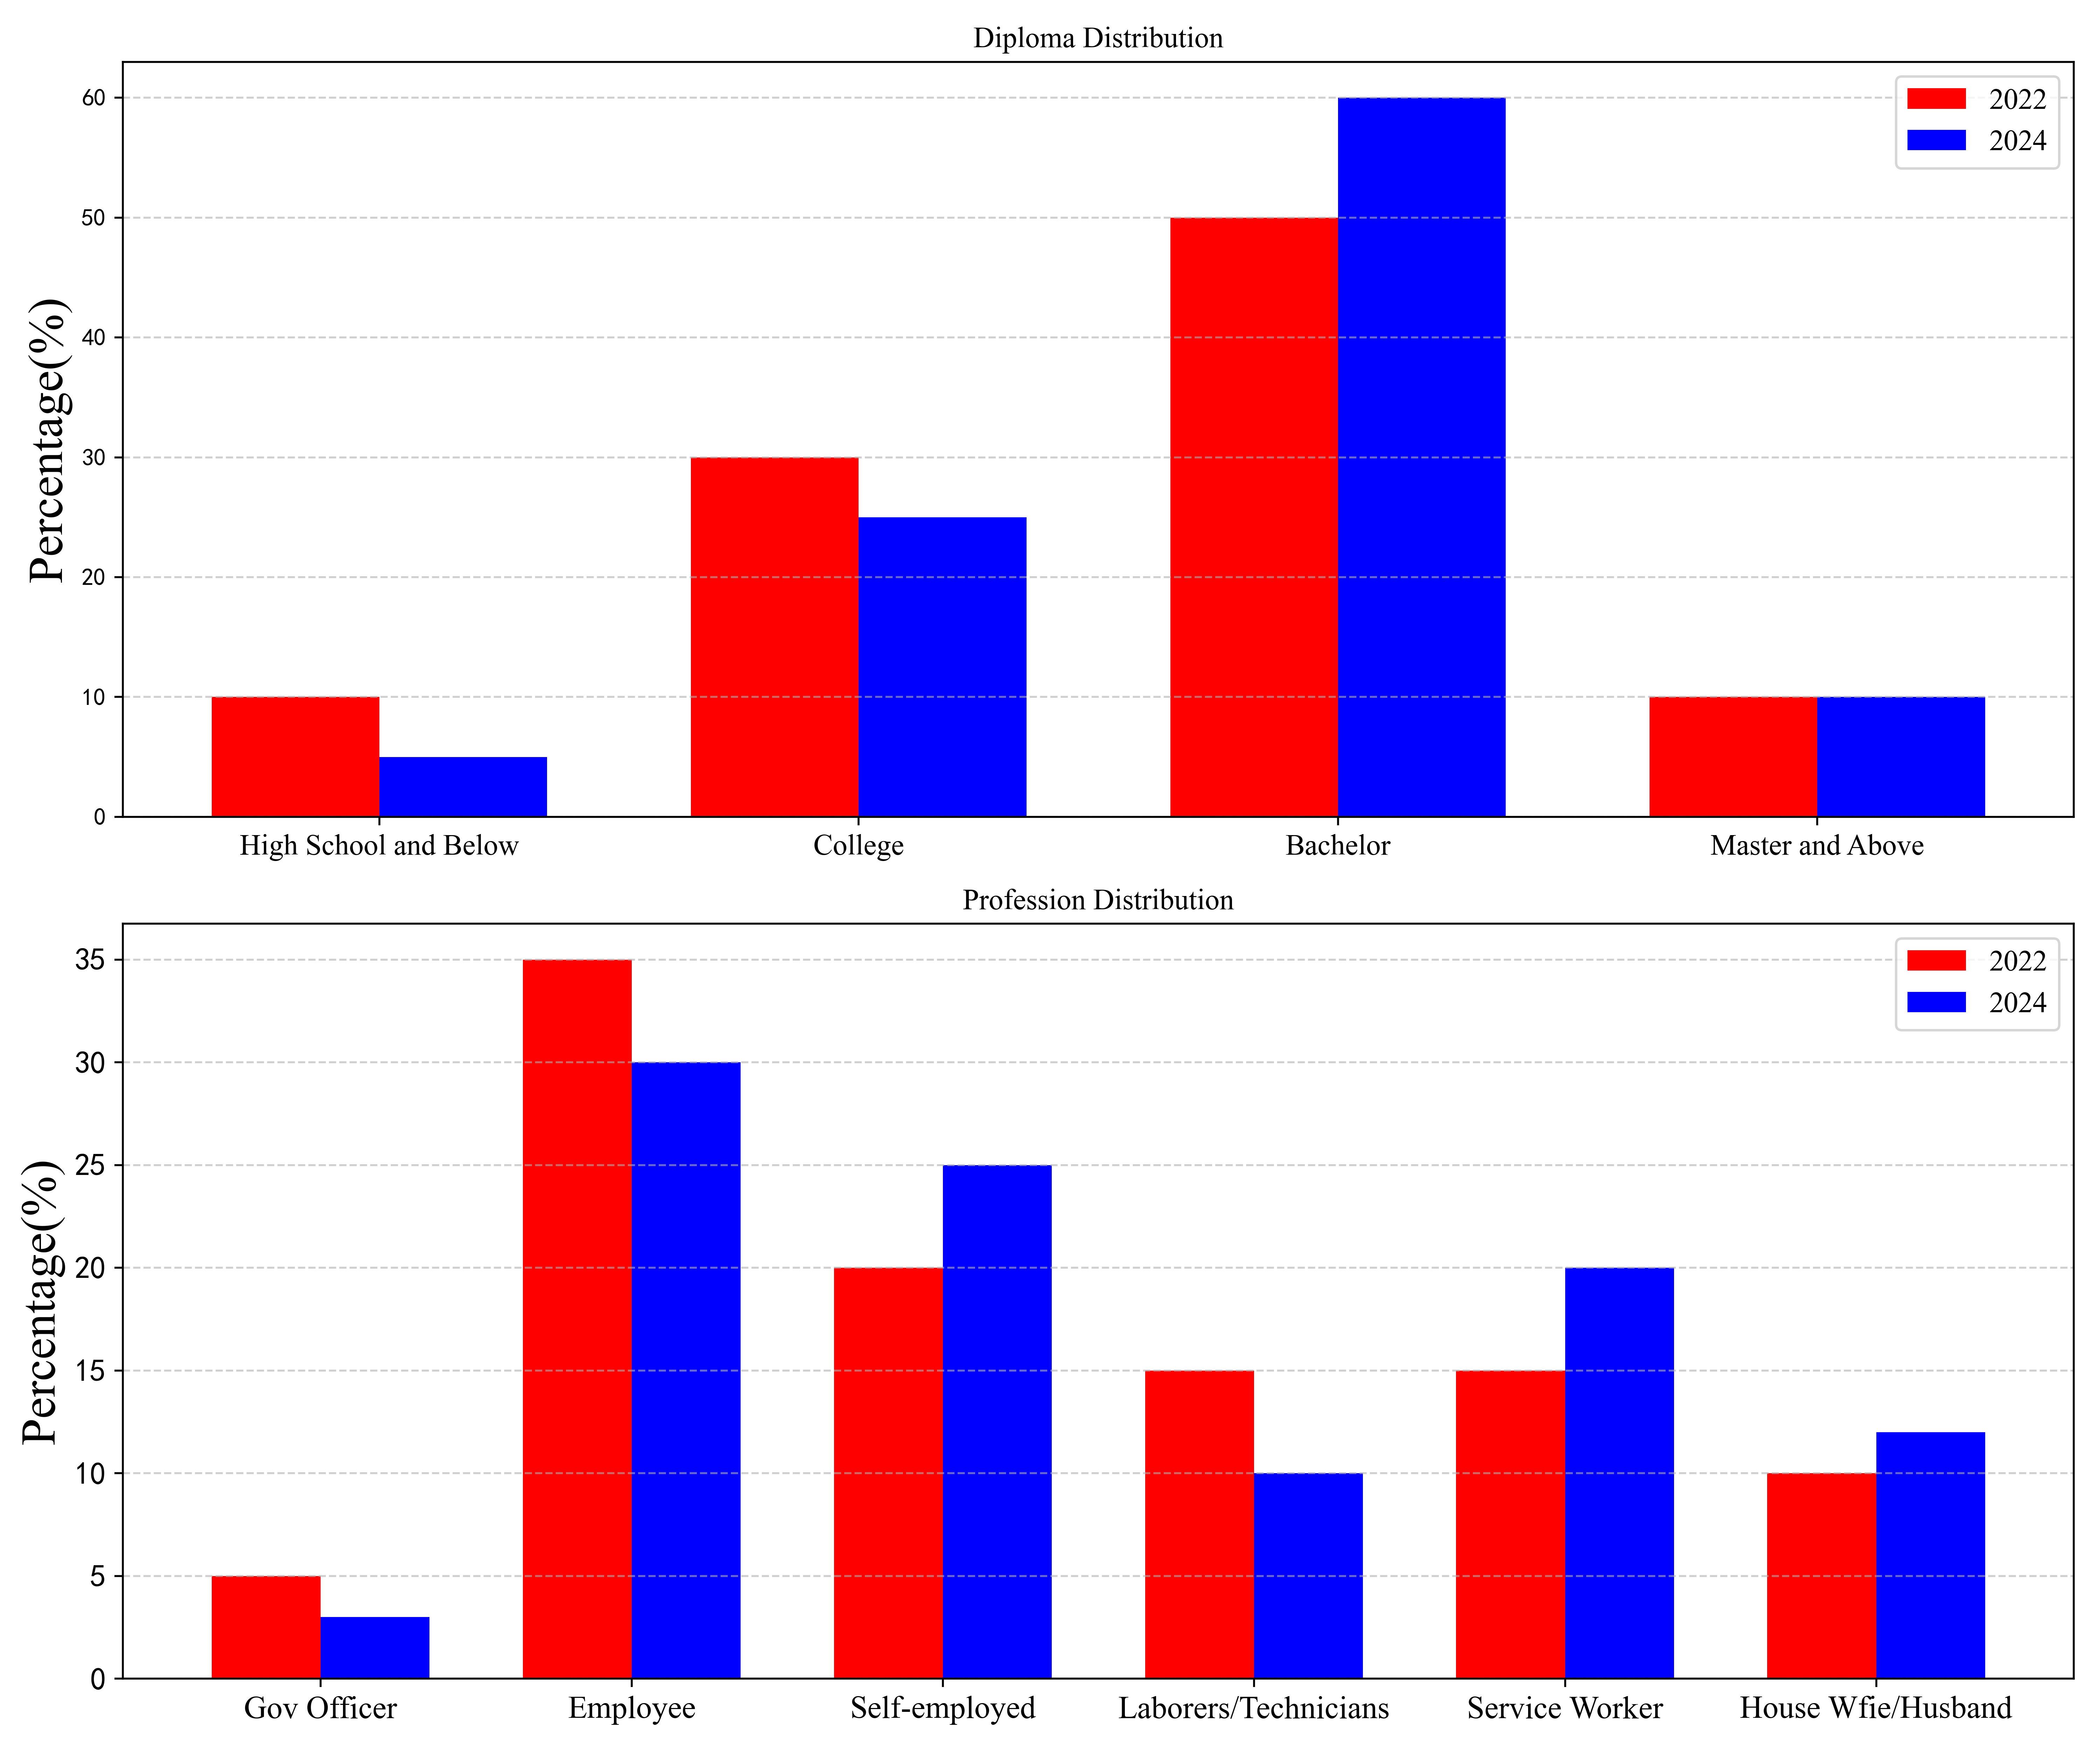 Diploma Distribution
60
50
40
30
20
10
0
Percentage(%)
2022
2024
High School and Below
College
Bachelor
Master and Above
Profession Distribution
35
30
25
20
15
10
5
0
Percentage(%)
2022
2024
Gov Officer
Employee
Self-employed
Laborers/Technicians
Service Worker
House Wfie/Husband